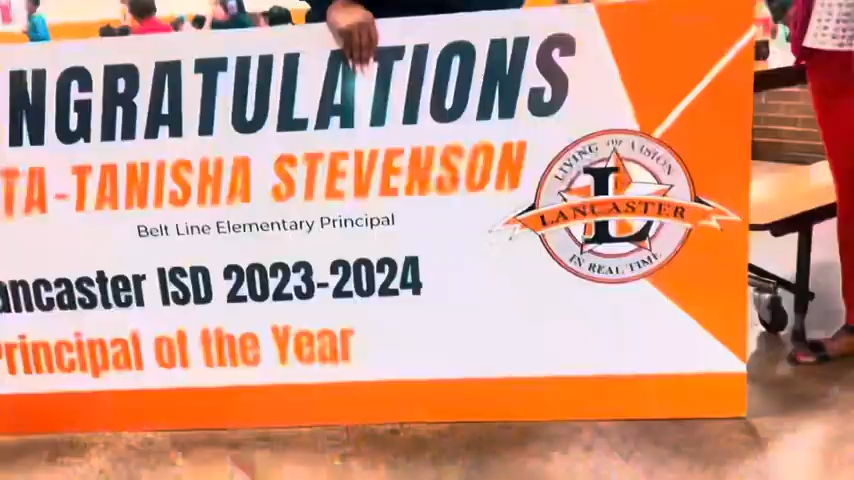 NGRATULATIONS
TA-TANISHA STEVENSON
Belt Line Elementary Principal
ancaster ISD 2023-2024
Principal of the Year
LIVING THE VISION
L
LANCASTER
IN REAL TIME